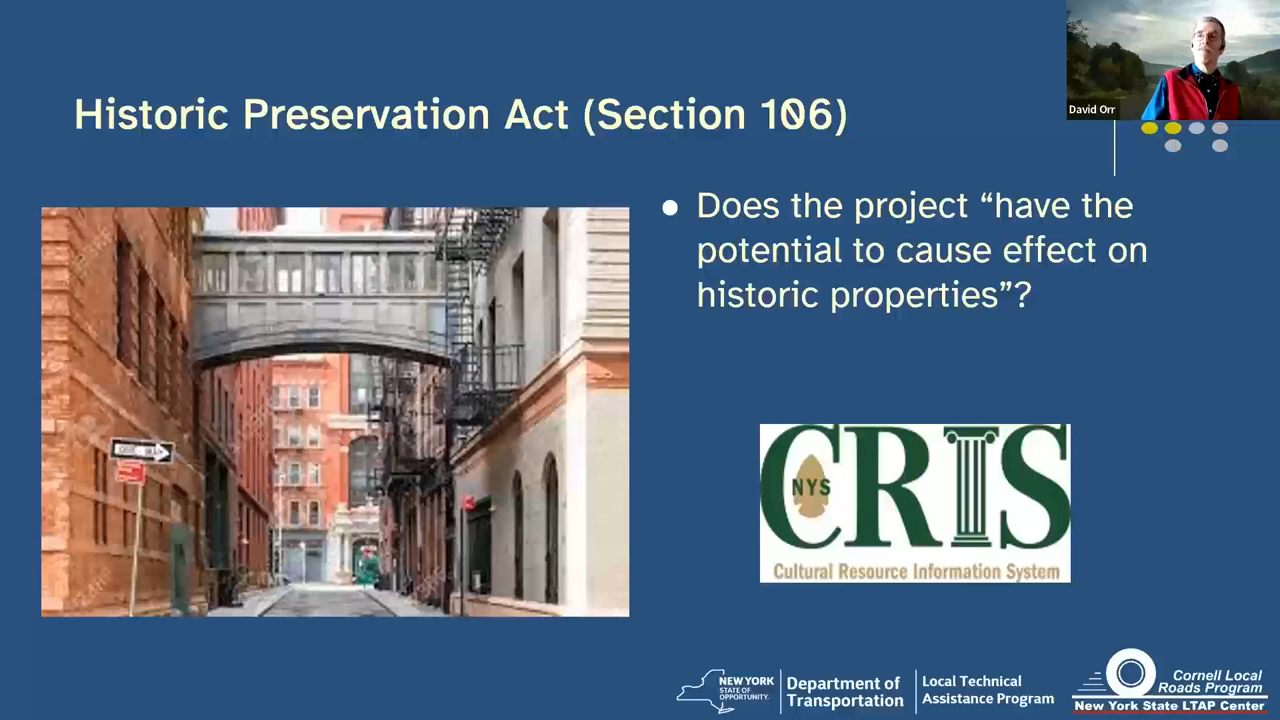 David Orr
Historic Preservation Act (Section 106)
● Does the project “have the
potential to cause effect on
historic properties”?
NYS
CRIS
Cultural Resource Information System
NEW YORK
STATE OF
OPPORTUNITY.
Department of
Transportation
Local Technical
Assistance Program
Cornell Local
Roads Program
New York State LTAP Center